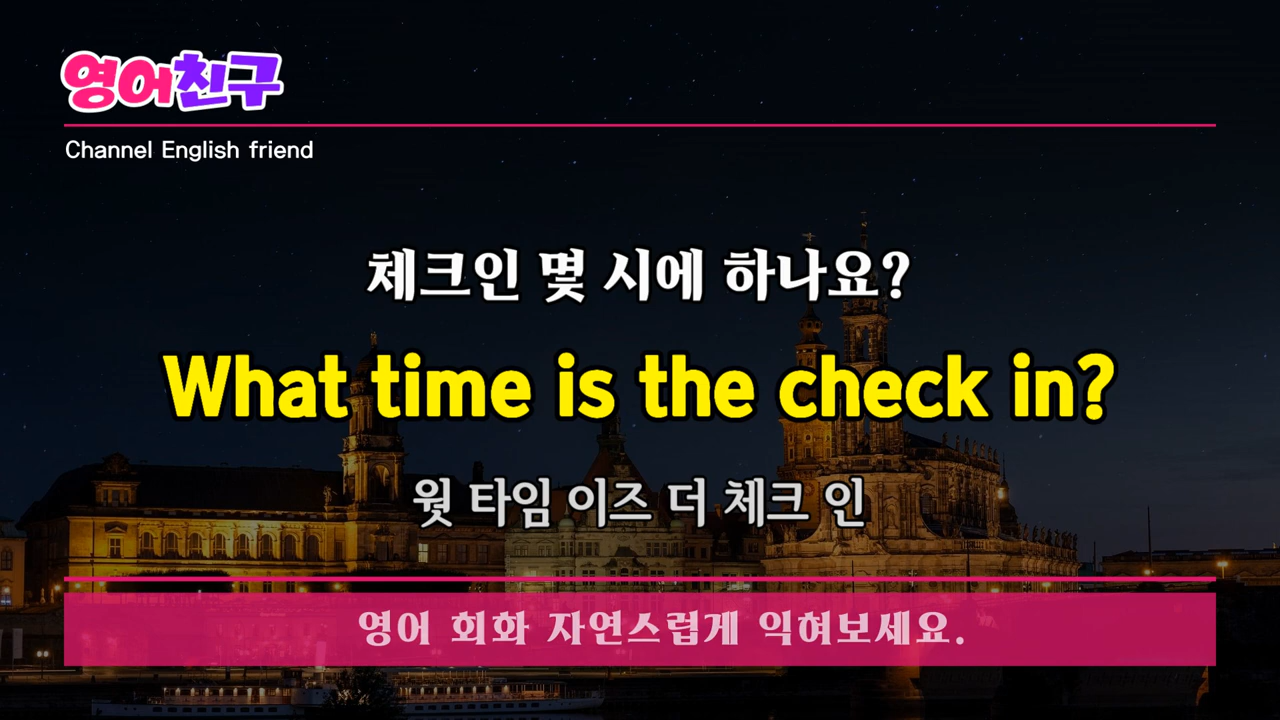 영어친구
Channel English friend
체크인 몇 시에 하나요?
What time is the check in?
웟 타임 이즈 더 체크 인
영어 회화 자연스럽게 익혀보세요.